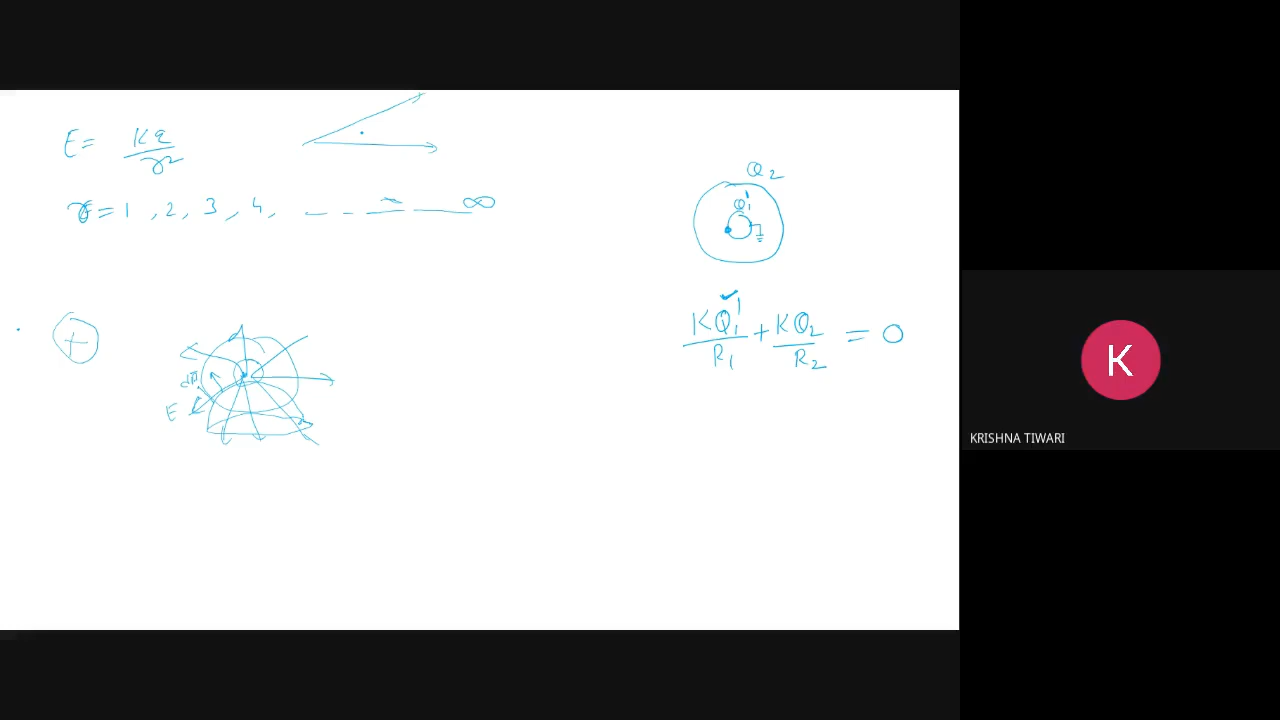 E = Kq/r²
r = 1, 2, 3, 4, _ _ _ _ ∞
Q₂
Q₁'
+
KQ₁'/R₁ + KQ₂/R₂ = 0
E
K
KRISHNA TIWARI